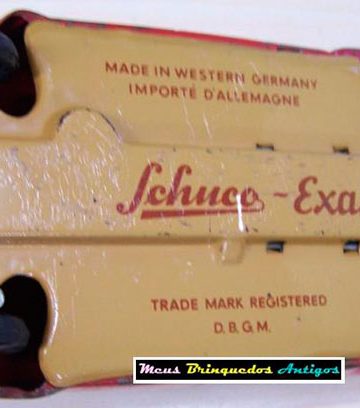 MADE IN WESTERN GERMANY
IMPORTÉ D'ALLEMAGNE
Schuco - Exa
TRADE MARK REGISTERED
D.B.G.M.
Meus Brinquedos Antigos